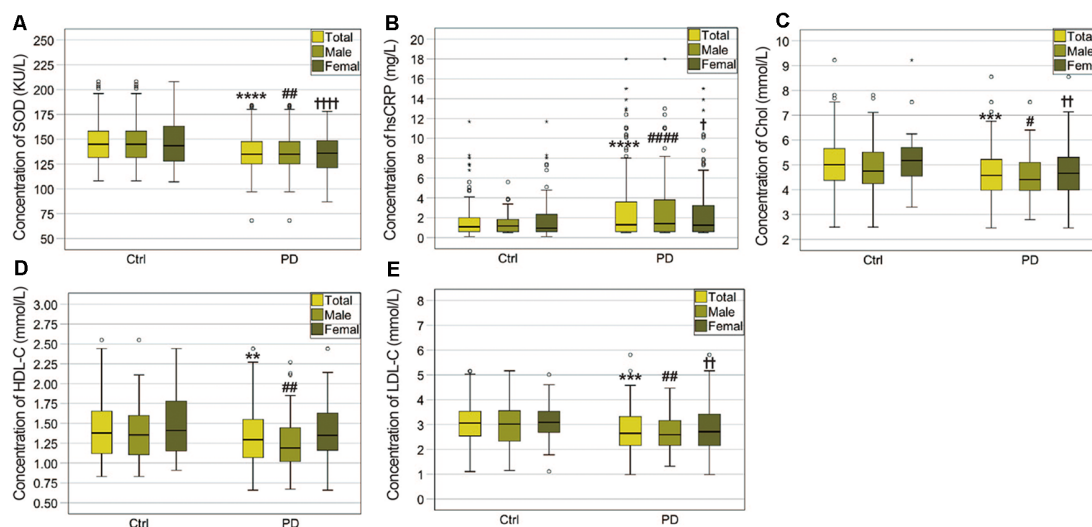 A
Concentration of SOD (KU/L)
250
225
200
175
150
125
100
75
50
Total
Male
Femal
****
##
††††
Ctrl
PD
B
Concentration of hsCRP (mg/L)
20
18
16
14
12
10
8
6
4
2
0
Total
Male
Femal
****
####
†
Ctrl
PD
C
Concentration of Chol (mmol/L)
10
9
8
7
6
5
4
3
2
Total
Male
Fem
***
#
††
Ctrl
PD
D
Concentration of HDL-C (mmol/L)
3.00
2.75
2.50
2.25
2.00
1.75
1.50
1.25
1.00
0.75
0.50
Total
Male
Femal
**
##
Ctrl
PD
E
Concentration of LDL-C (mmol/L)
8
7
6
5
4
3
2
1
0
Total
Male
Femal
***
##
††
Ctrl
PD